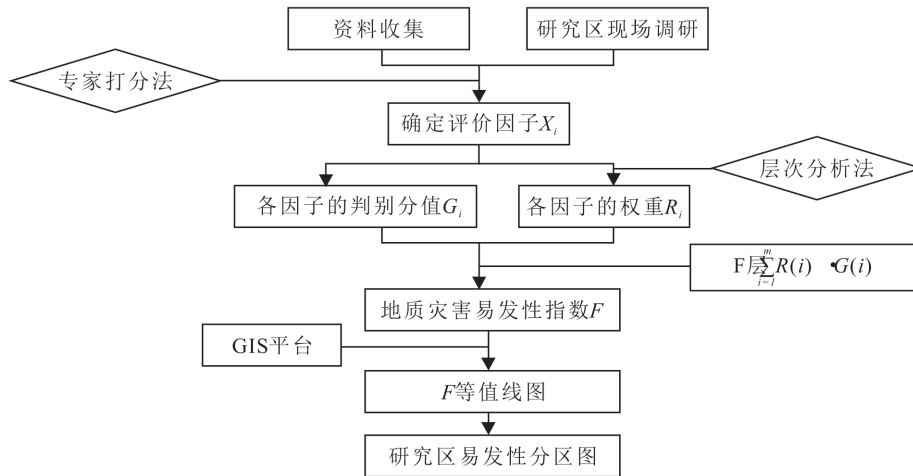 资料收集
研究区现场调研
专家打分法
确定评价因子Xi
层次分析法
各因子的判别分值Gi
各因子的权重Ri
F层∑R(i) •G(i)
m
i=1
地质灾害易发性指数F
GIS平台
F等值线图
研究区易发性分区图